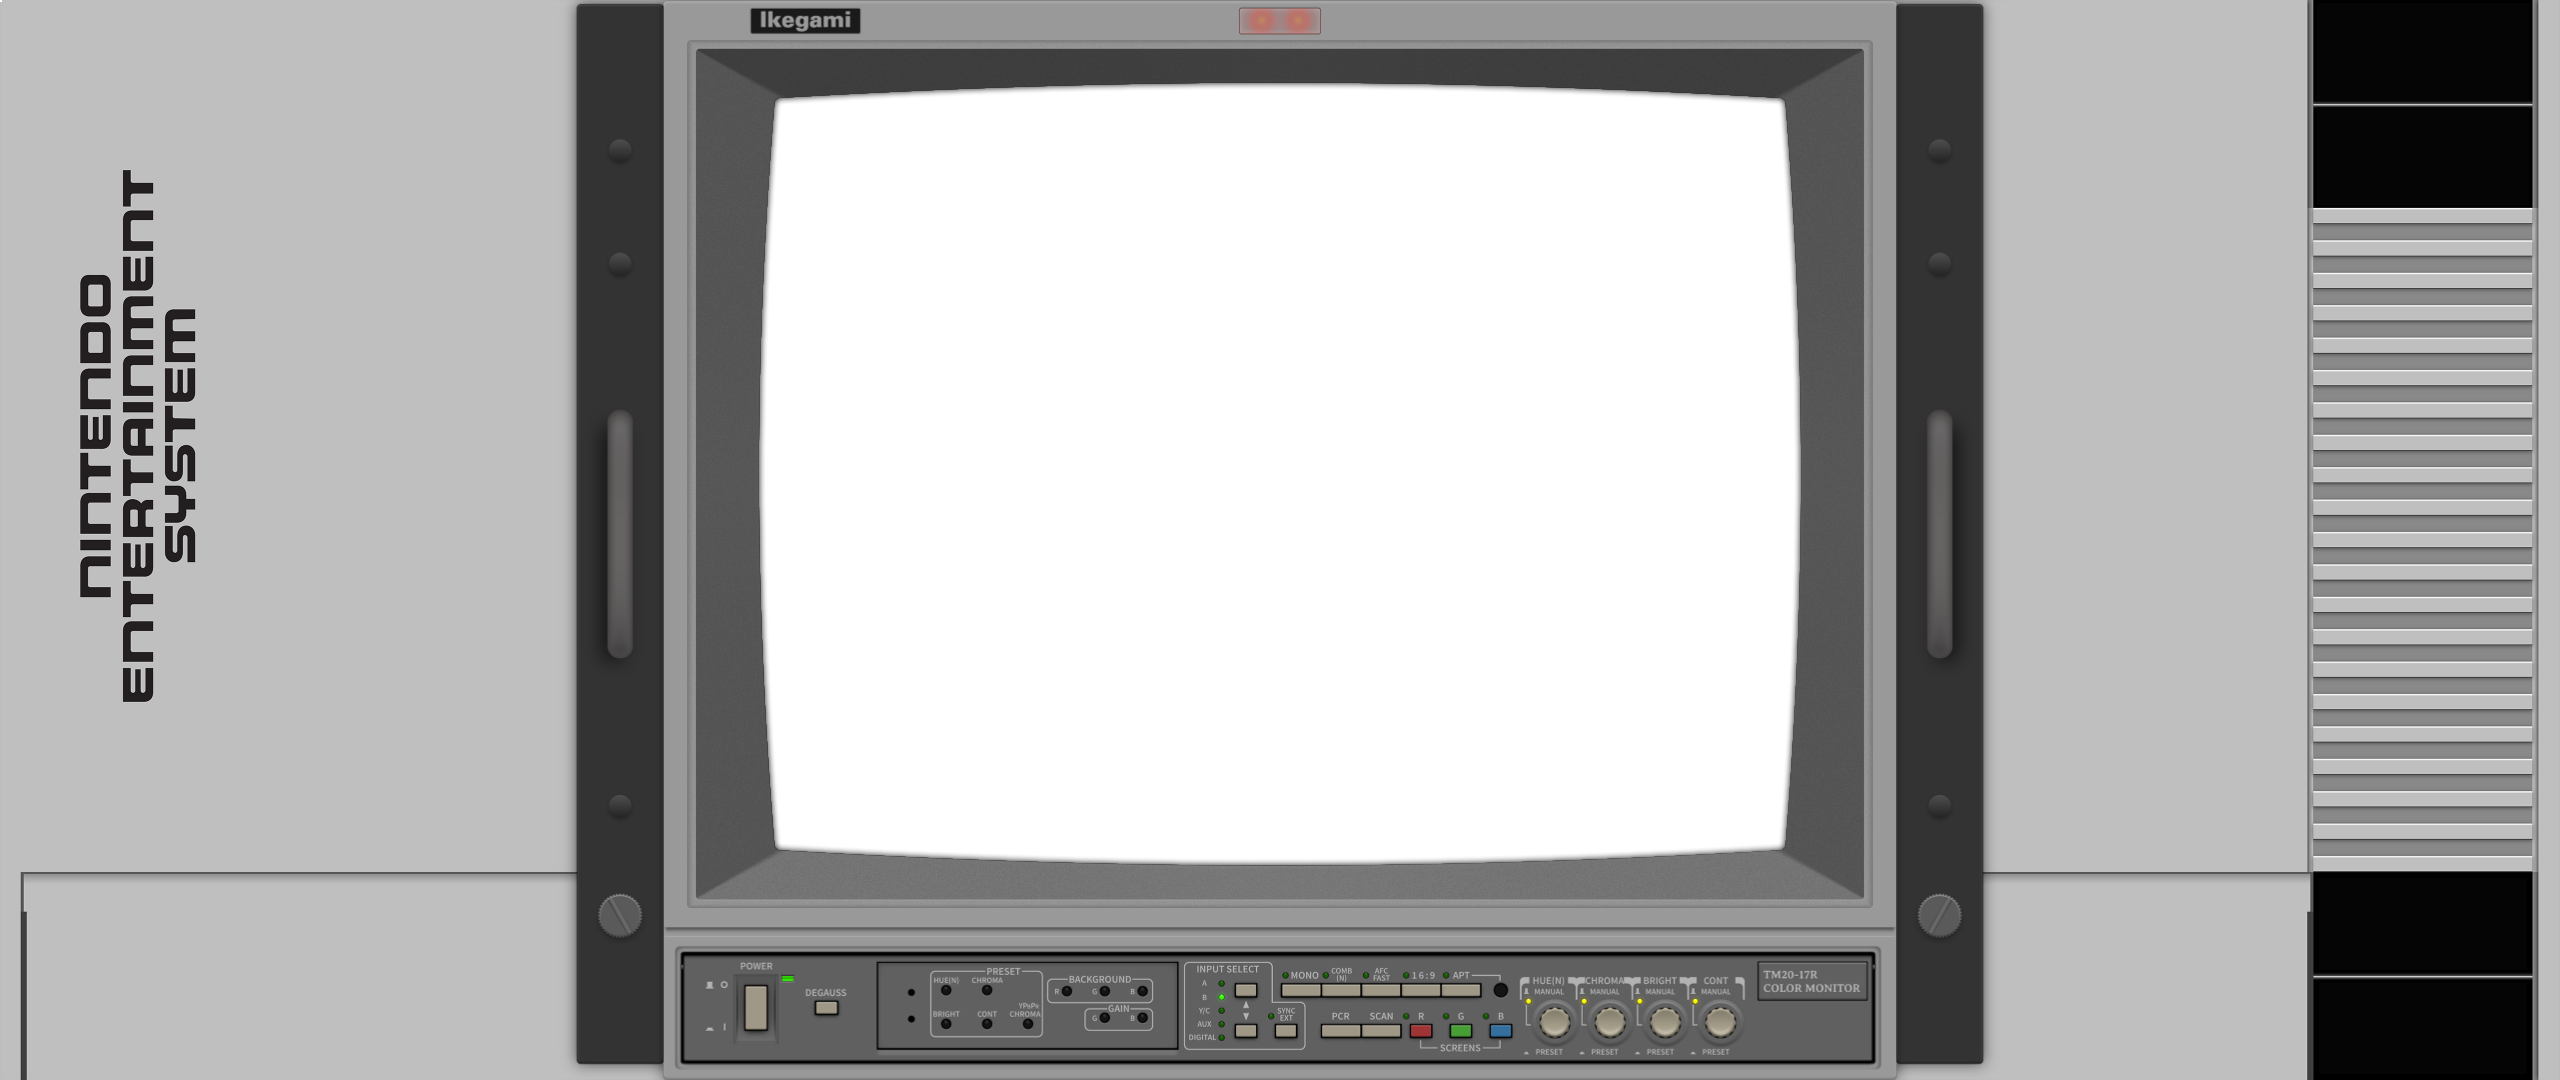 NINTENDO
ENTERTAINMENT
SYSTEM
Ikegami
POWER
DEGAUSS
PRESET
HUE(N) CHROMA
BRIGHT CONT YPBPR CHROMA
BACKGROUND
R G B
GAIN
G B
INPUT SELECT
A
B
Y/C
AUX
DIGITAL
SYNC
EXT
MONO COMB (N) AFC FAST 16:9 APT
PCR SCAN R G B
SCREENS
HUE(N) CHROMA BRIGHT CONT
MANUAL MANUAL MANUAL MANUAL
PRESET PRESET PRESET PRESET
TM20-17R
COLOR MONITOR